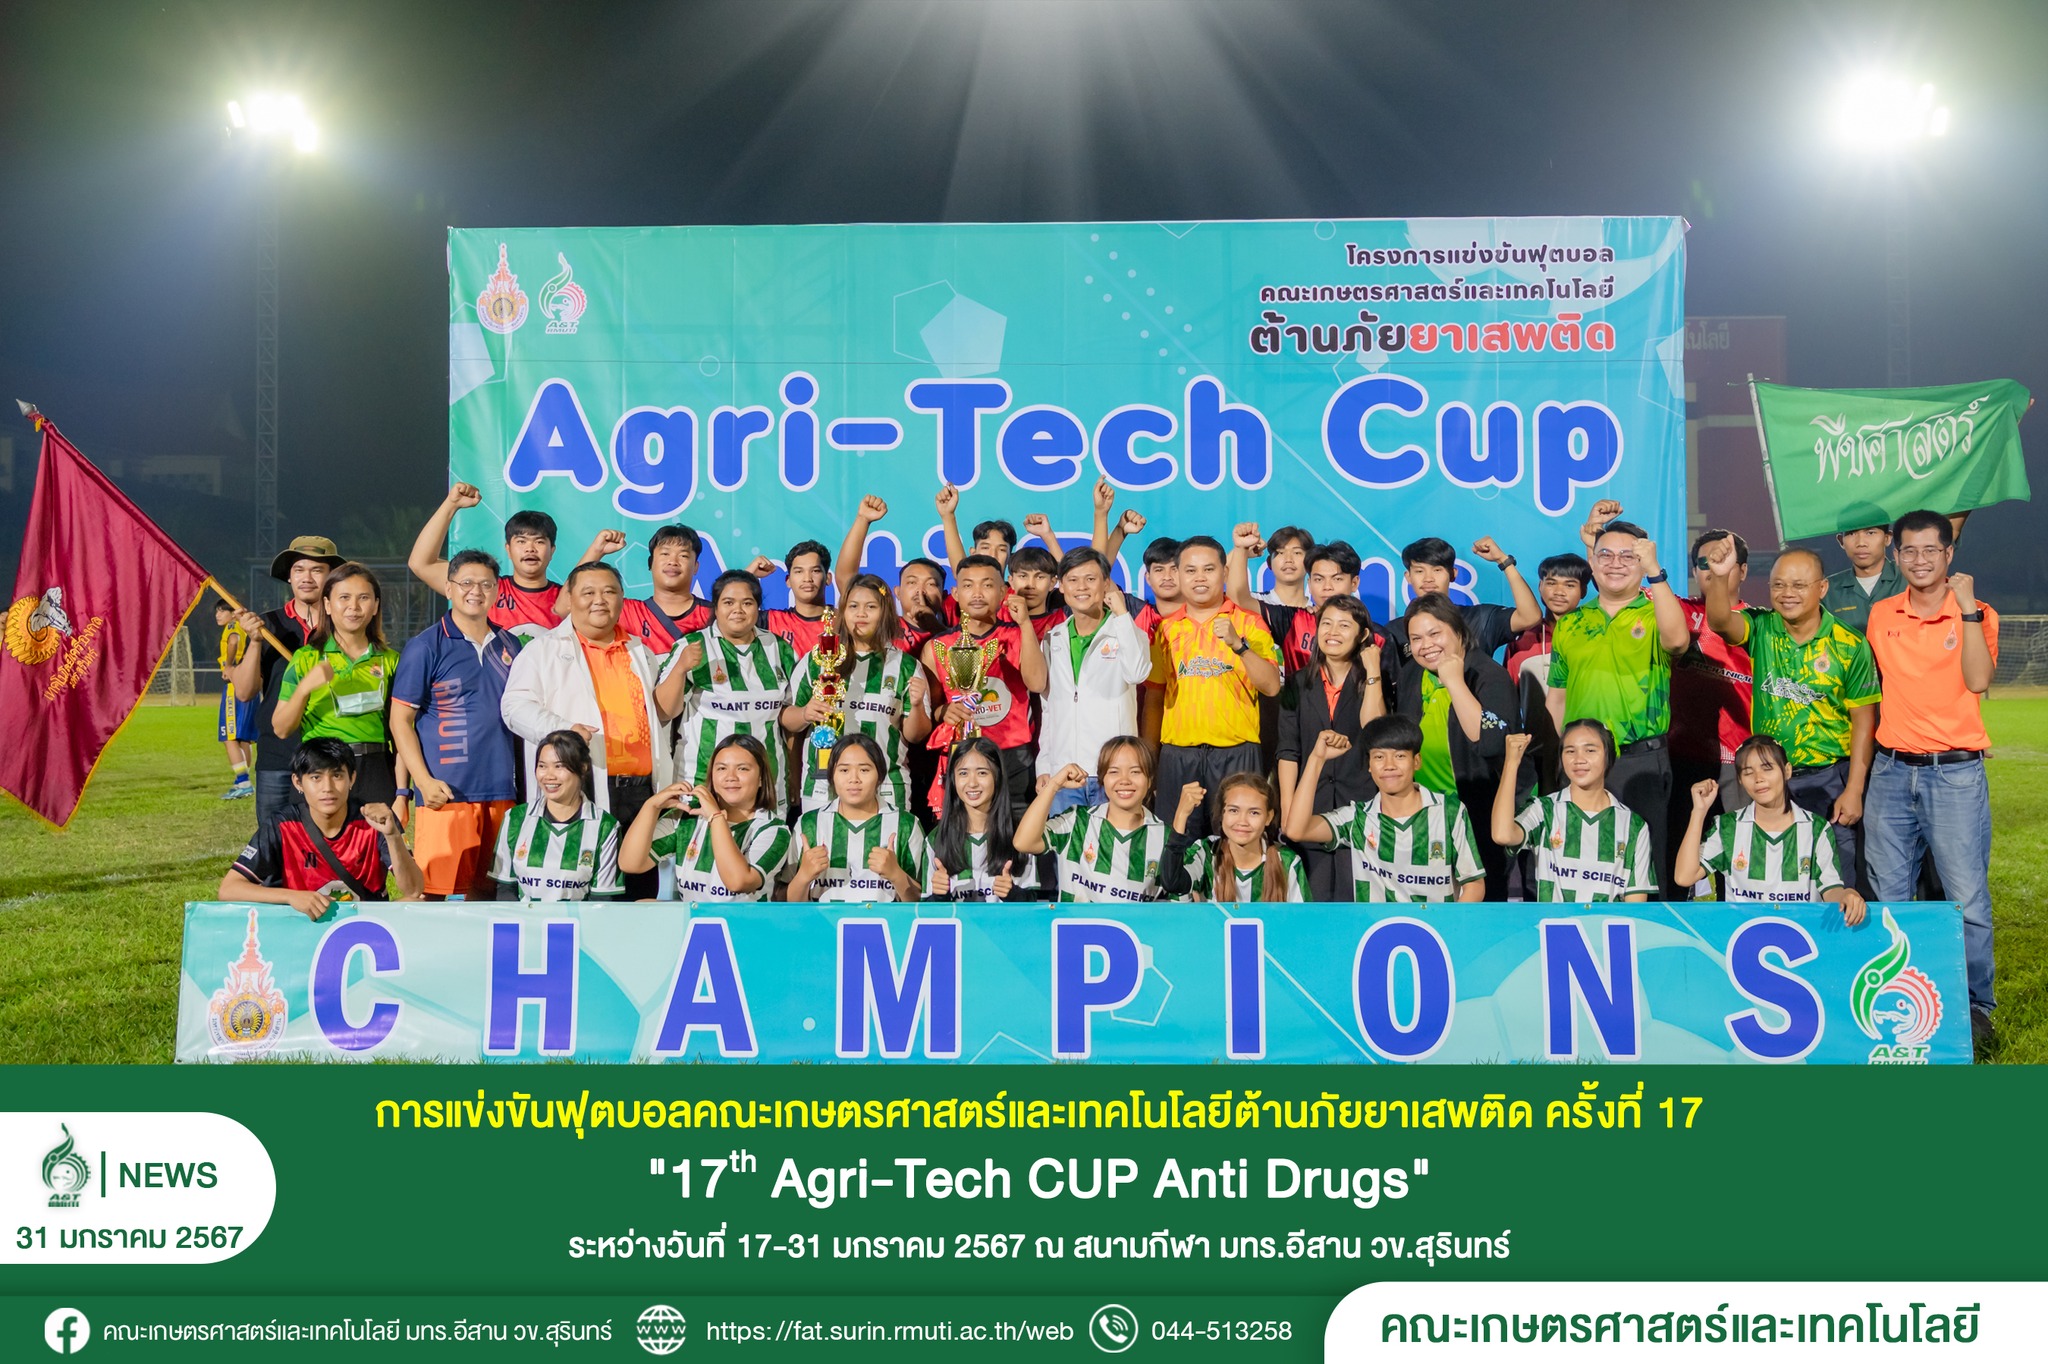 โครงการแข่งขันฟุตบอล
คณะเกษตรศาสตร์และเทคโนโลยี
ต้านภัยยาเสพติด
A&T
RMUTI
Agri-Tech Cup
พืชศาสตร์
RMUTI
PLANT SCIENCE
PLANT SCIENCE
PLANT SCIENCE
PLANT SCIENCE
PLANT SCIENCE
CHAMPIONS
A&T
RMUTI
การแข่งขันฟุตบอลคณะเกษตรศาสตร์และเทคโนโลยีต้านภัยยาเสพติด ครั้งที่ 17
"17th Agri-Tech CUP Anti Drugs"
ระหว่างวันที่ 17-31 มกราคม 2567 ณ สนามกีฬา มทร.อีสาน วข.สุรินทร์
A&T
NEWS
31 มกราคม 2567
คณะเกษตรศาสตร์และเทคโนโลยี มทร.อีสาน วข.สุรินทร์
https://fat.surin.rmuti.ac.th/web
044-513258
คณะเกษตรศาสตร์และเทคโนโลยี